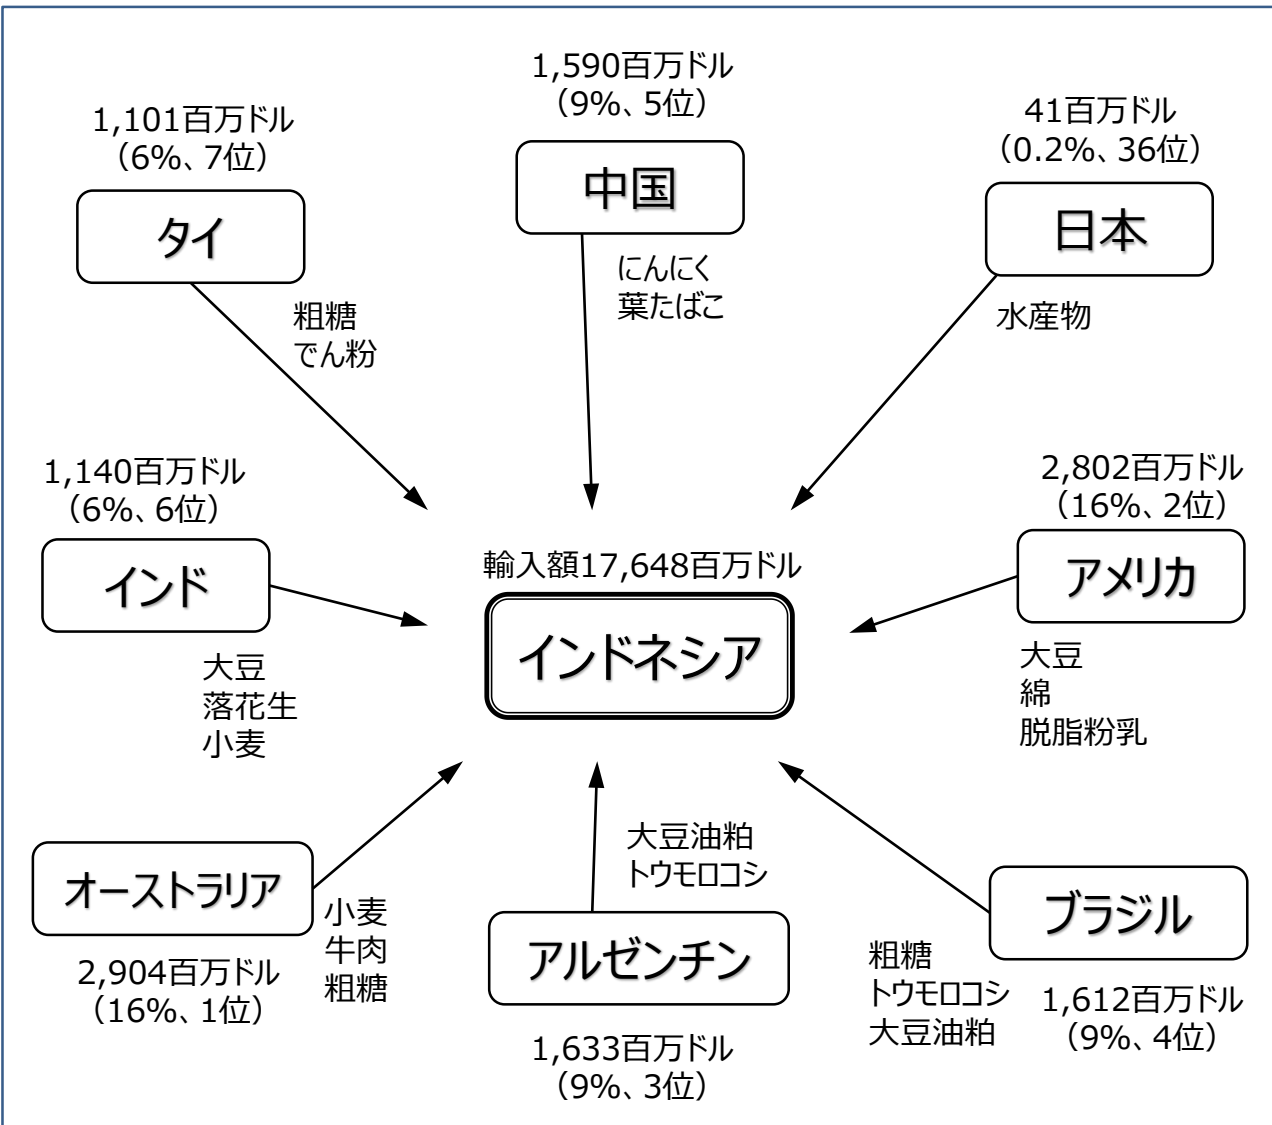 1,590百万ドル
（9%、5位）
中国
にんにく
葉たばこ
1,101百万ドル
（6%、7位）
タイ
粗糖
でん粉
41百万ドル
（0.2%、36位）
日本
水産物
1,140百万ドル
（6%、6位）
インド
大豆
落花生
小麦
輸入額17,648百万ドル
インドネシア
2,802百万ドル
（16%、2位）
アメリカ
大豆
綿
脱脂粉乳
オーストラリア
2,904百万ドル
（16%、1位）
小麦
牛肉
粗糖
大豆油粕
トウモロコシ
アルゼンチン
1,633百万ドル
（9%、3位）
ブラジル
粗糖
トウモロコシ
大豆油粕
1,612百万ドル
（9%、4位）